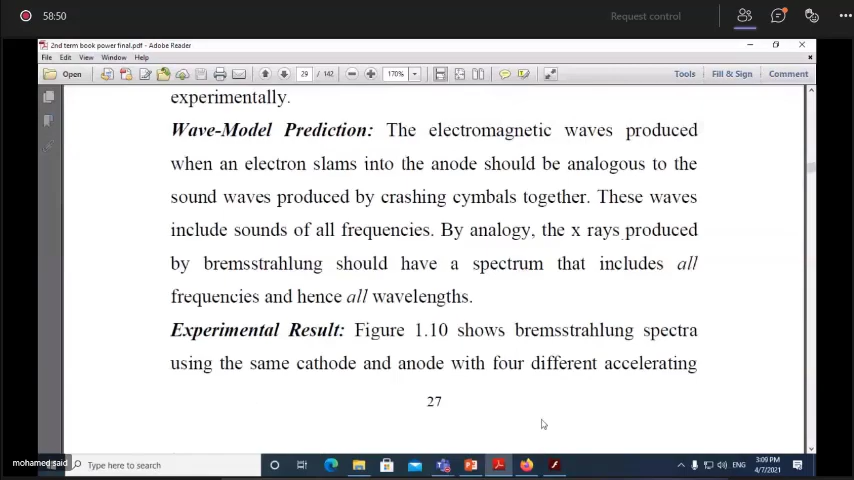 58:50
Request control
2nd term book power final.pdf - Adobe Reader
File Edit View Window Help
Open 29 / 142 170% Tools Fill & Sign Comment
experimentally.
Wave-Model Prediction: The electromagnetic waves produced
when an electron slams into the anode should be analogous to the
sound waves produced by crashing cymbals together. These waves
include sounds of all frequencies. By analogy, the x rays produced
by bremsstrahlung should have a spectrum that includes all
frequencies and hence all wavelengths.
Experimental Result: Figure 1.10 shows bremsstrahlung spectra
using the same cathode and anode with four different accelerating
27
mohamed said
Type here to search
ENG
3:09 PM
4/7/2021